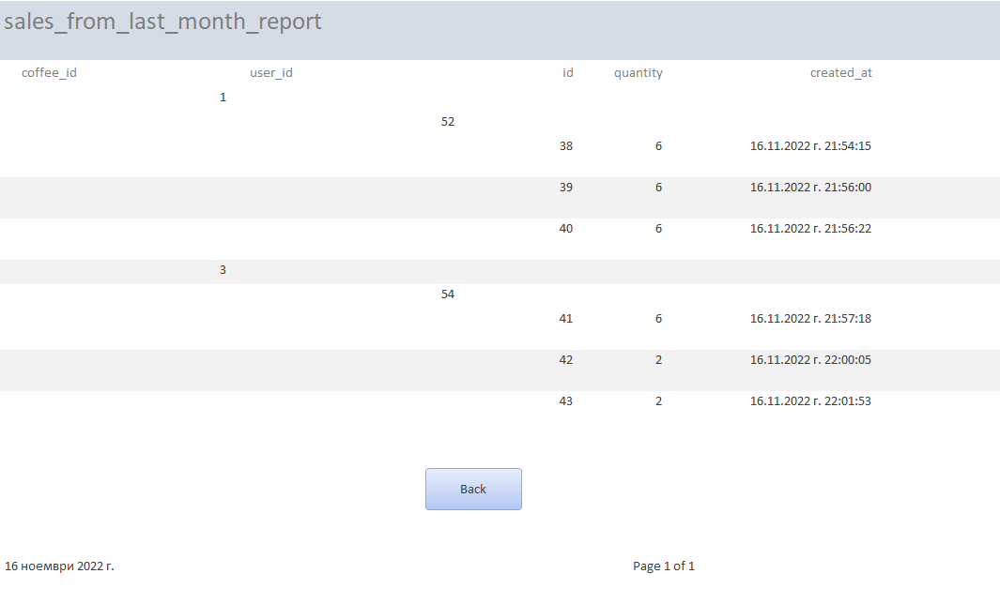 sales_from_last_month_report
coffee_id user_id id quantity created_at
1
52
38 6 16.11.2022 г. 21:54:15
39 6 16.11.2022 г. 21:56:00
40 6 16.11.2022 г. 21:56:22
3
54
41 6 16.11.2022 г. 21:57:18
42 2 16.11.2022 г. 22:00:05
43 2 16.11.2022 г. 22:01:53
Back
16 ноември 2022 г. Page 1 of 1